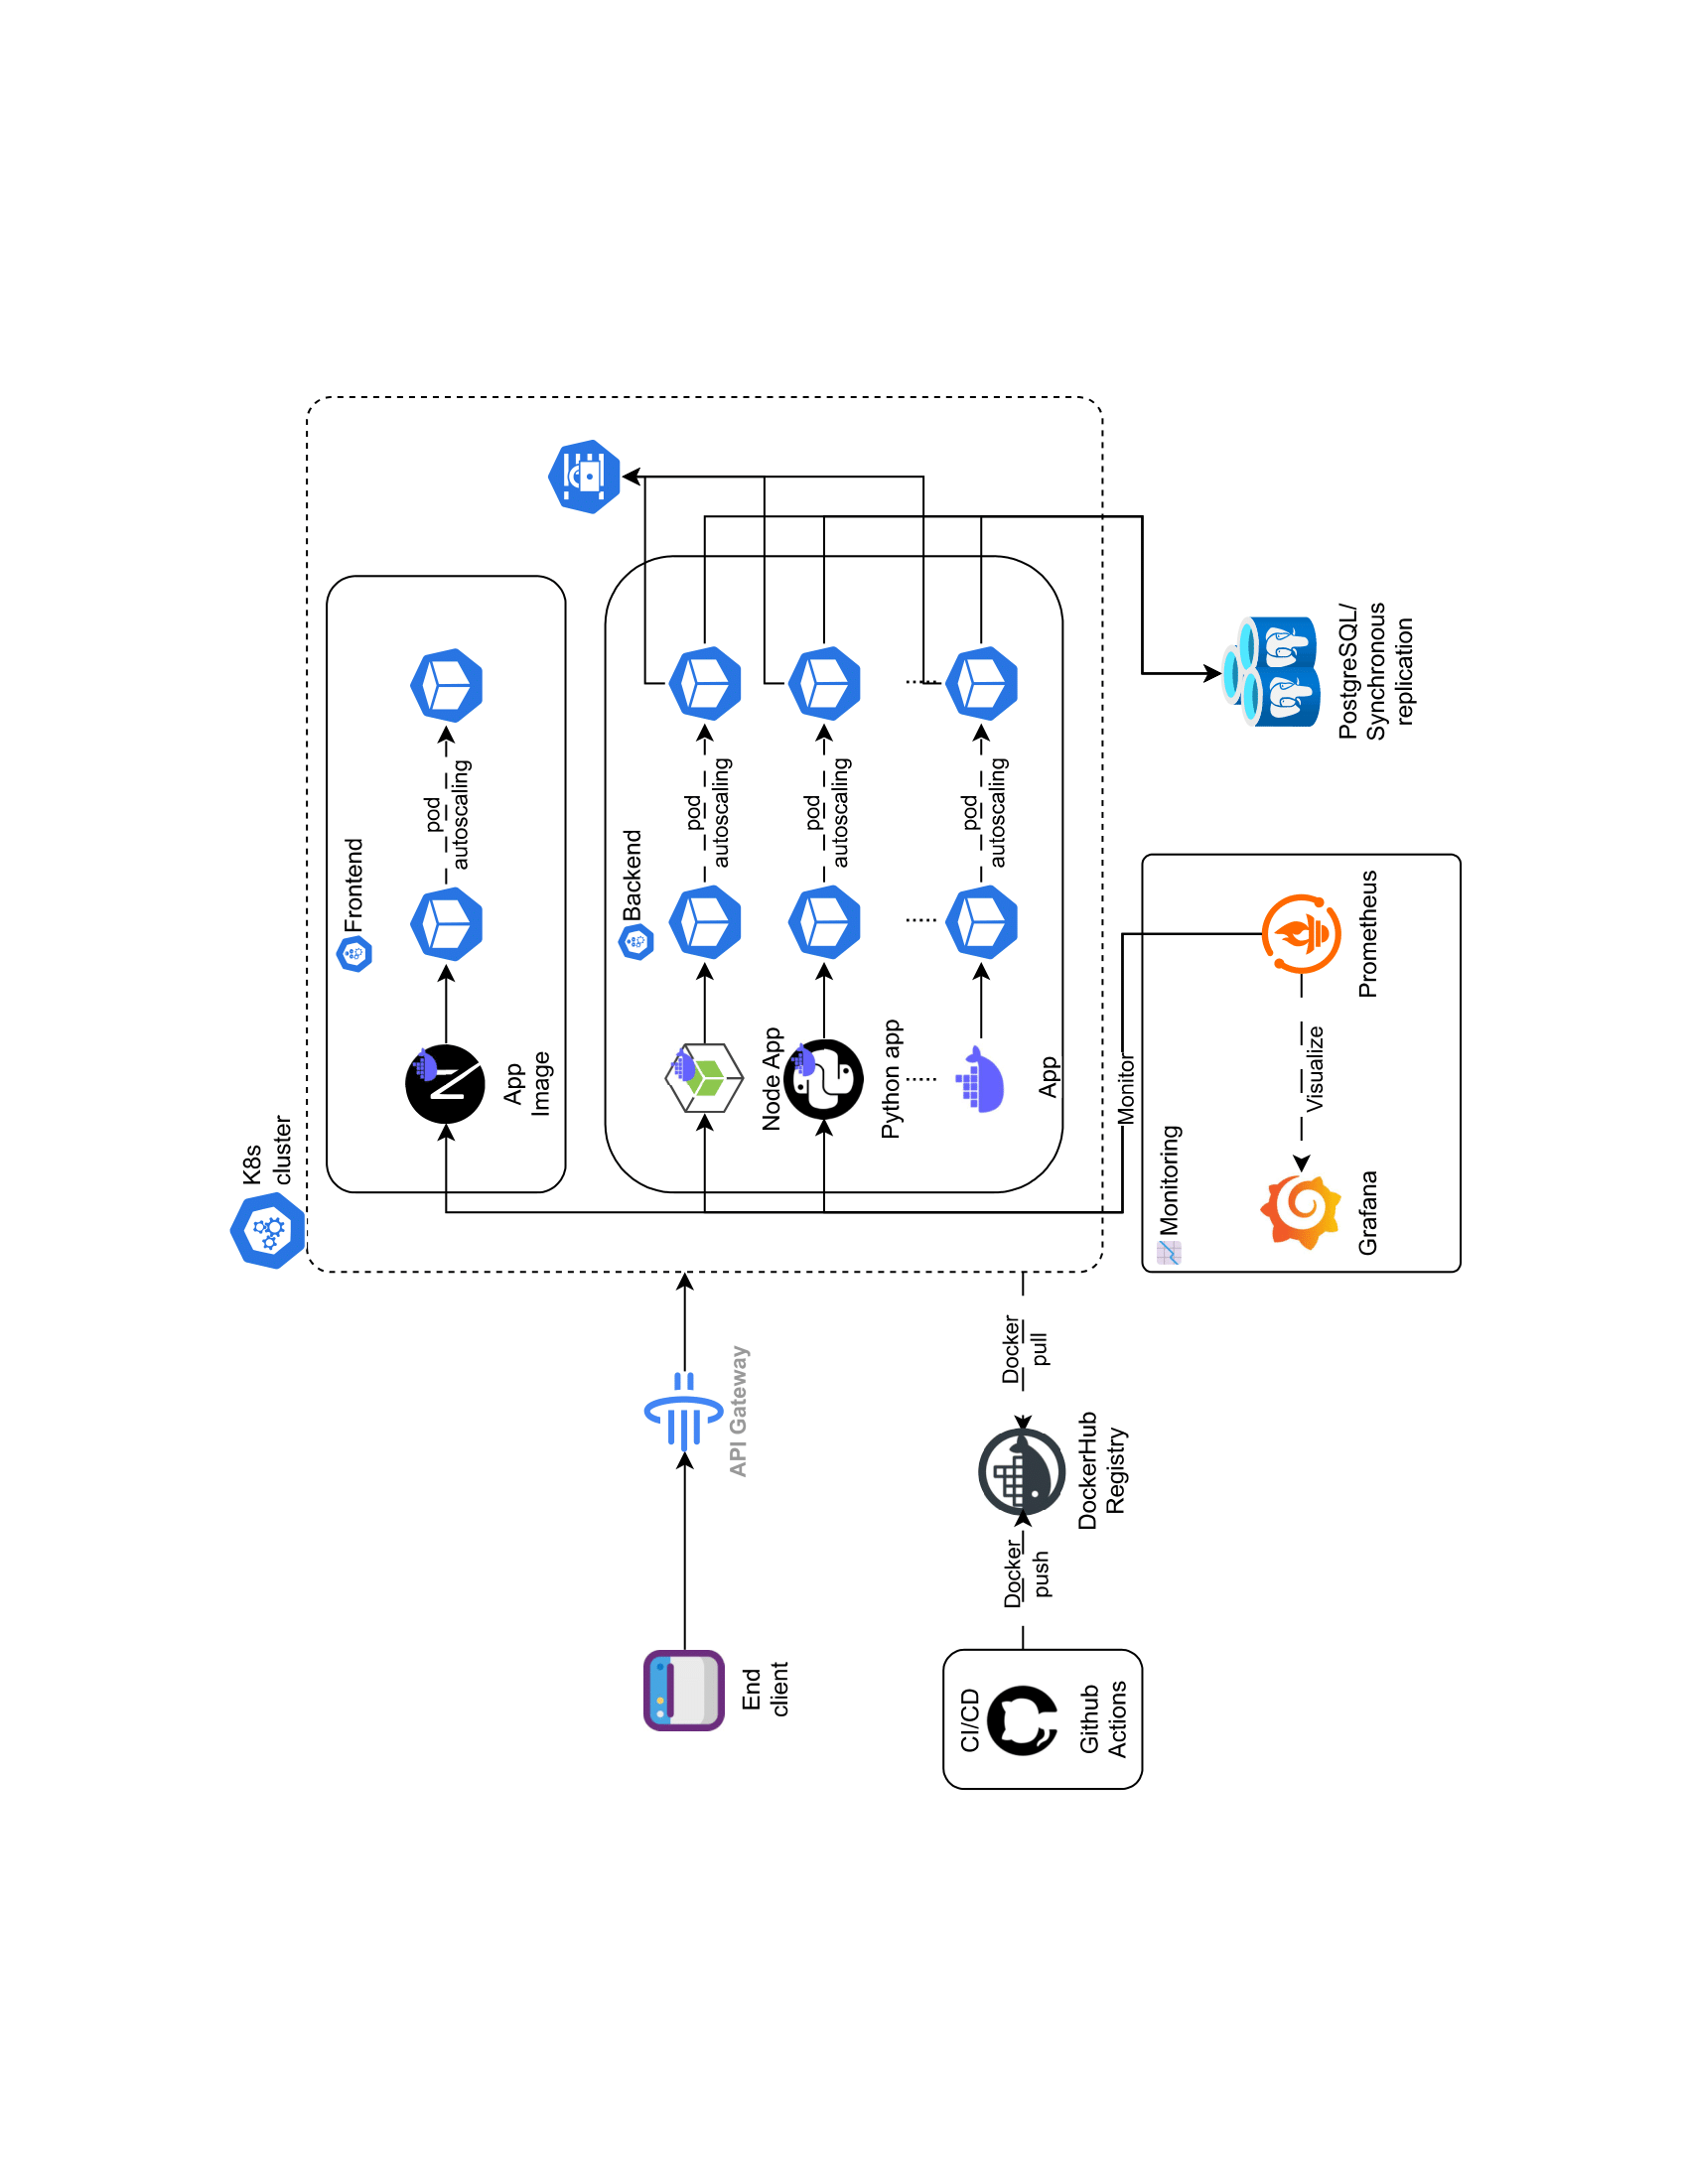 K8s
cluster
Frontend
App
Image
pod
autoscaling
Backend
Node App
pod
autoscaling
Python app
pod
autoscaling
App
pod
autoscaling
End
client
API Gateway
CI/CD
Github
Actions
Docker
push
DockerHub
Registry
Docker
pull
Monitor
Monitoring
Grafana
Visualize
Prometheus
PostgreSQL/
Synchronous
replication